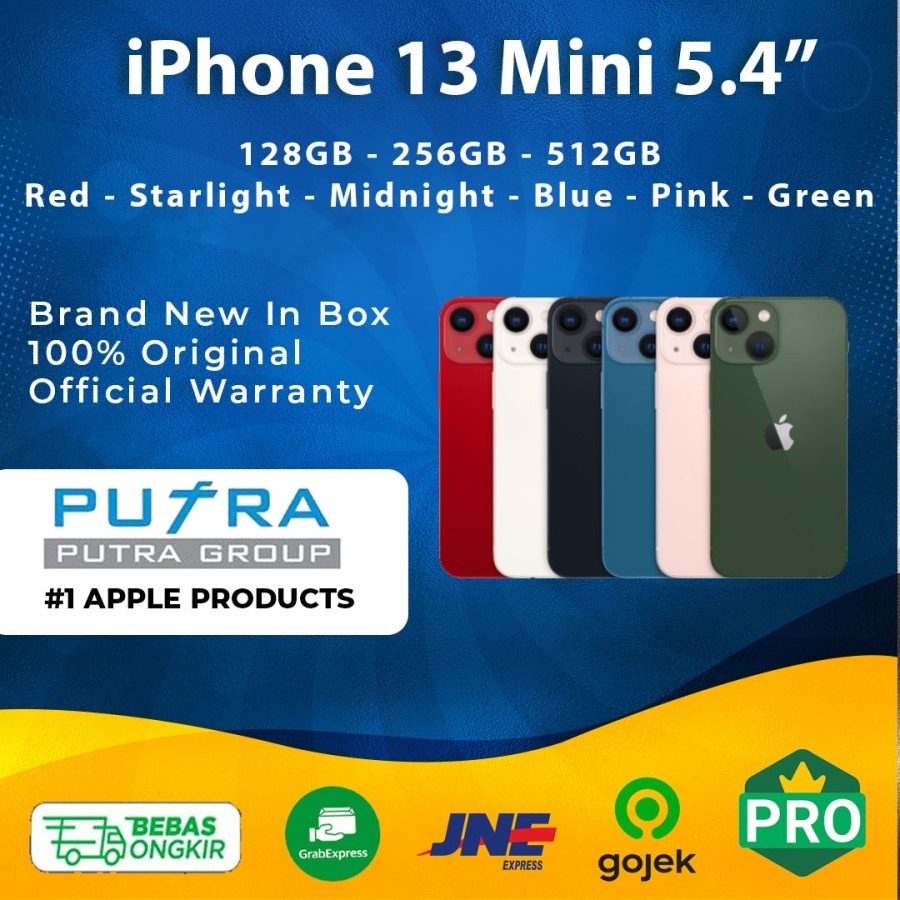 iPhone 13 Mini 5.4”
128GB - 256GB - 512GB
Red - Starlight - Midnight - Blue - Pink - Green
Brand New In Box
100% Original
Official Warranty
PUTRA
PUTRA GROUP
#1 APPLE PRODUCTS
BEBAS
ONGKIR
GrabExpress
JNE
EXPRESS
gojek
PRO